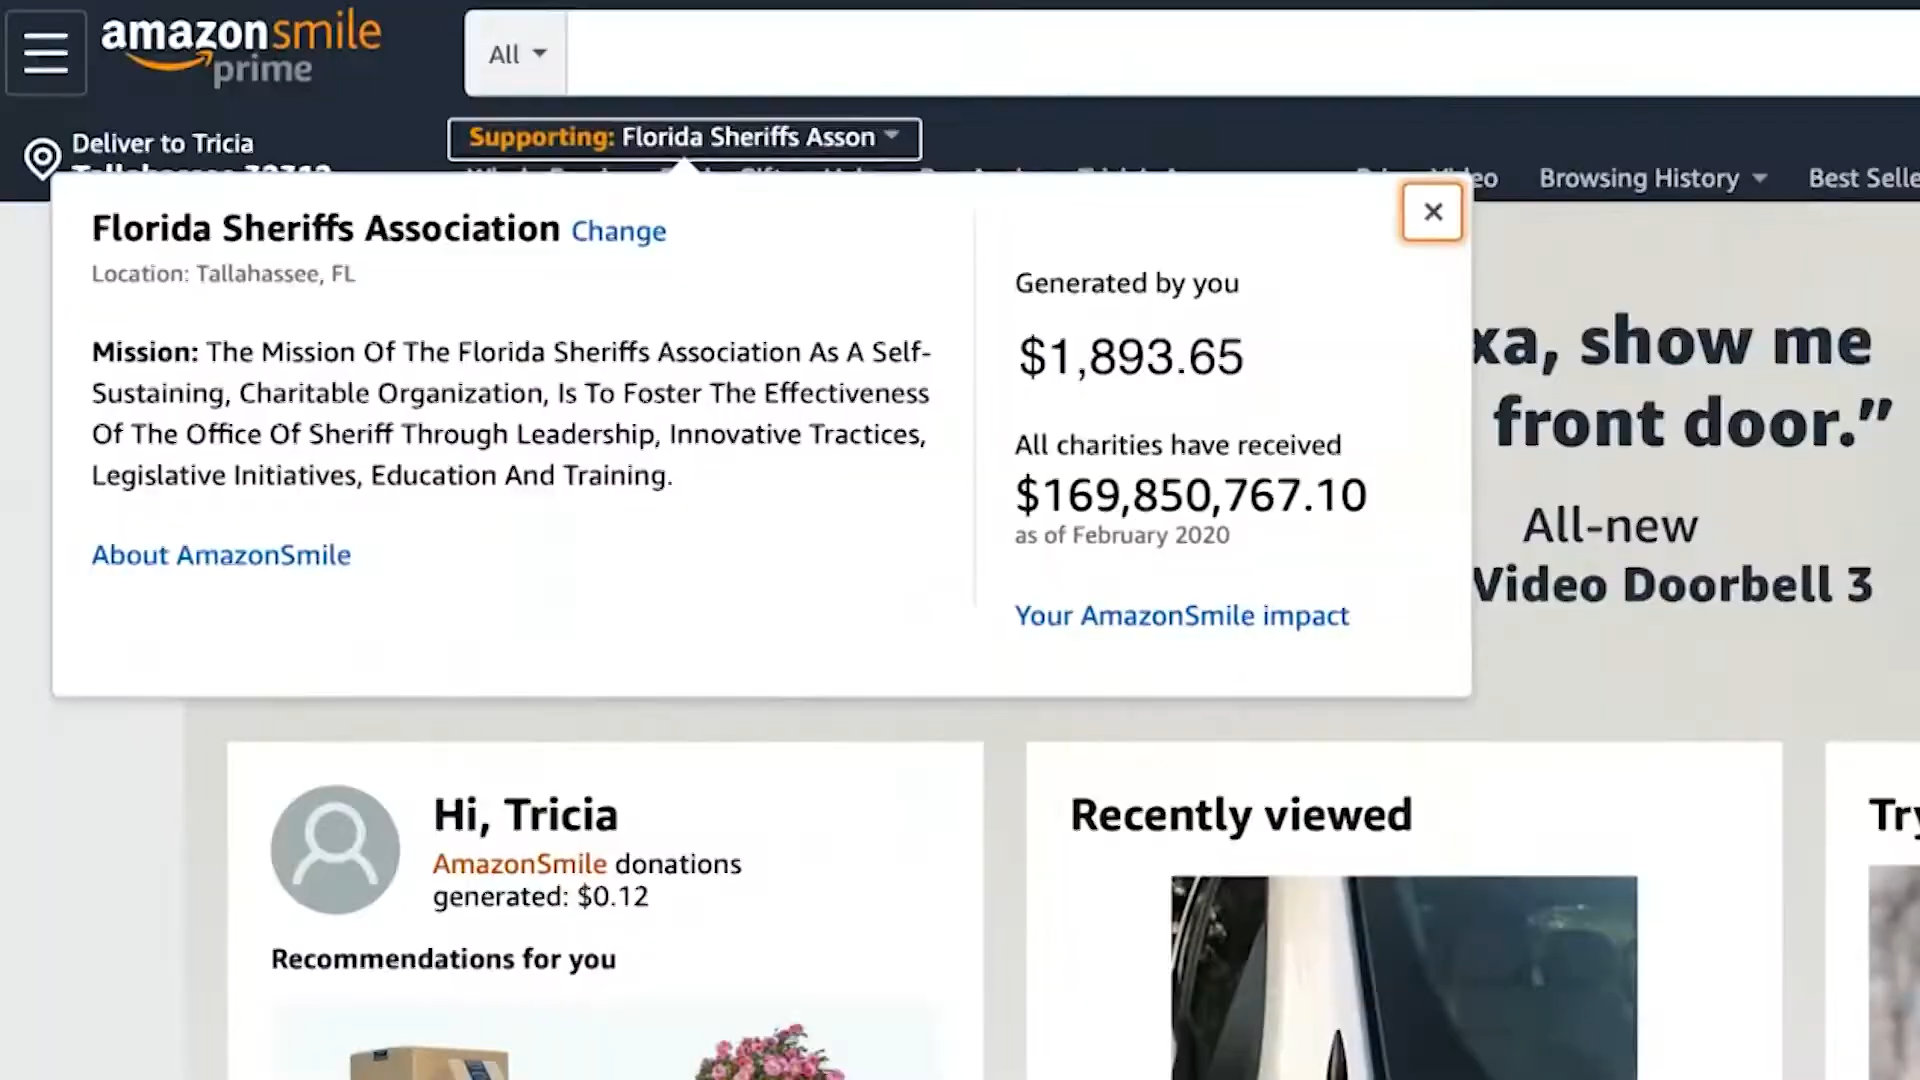 amazonsmile
prime
All
Deliver to Tricia
Supporting: Florida Sheriffs Asson
Browsing History
Best Selle
Florida Sheriffs Association Change
Location: Tallahassee, FL
Mission: The Mission Of The Florida Sheriffs Association As A Self-
Sustaining, Charitable Organization, Is To Foster The Effectiveness
Of The Office Of Sheriff Through Leadership, Innovative Tractices,
Legislative Initiatives, Education And Training.
About AmazonSmile
Generated by you
$1,893.65
All charities have received
$169,850,767.10
as of February 2020
Your AmazonSmile impact
xa, show me
front door.”
All-new
Video Doorbell 3
Hi, Tricia
AmazonSmile donations
generated: $0.12
Recommendations for you
Recently viewed
Try